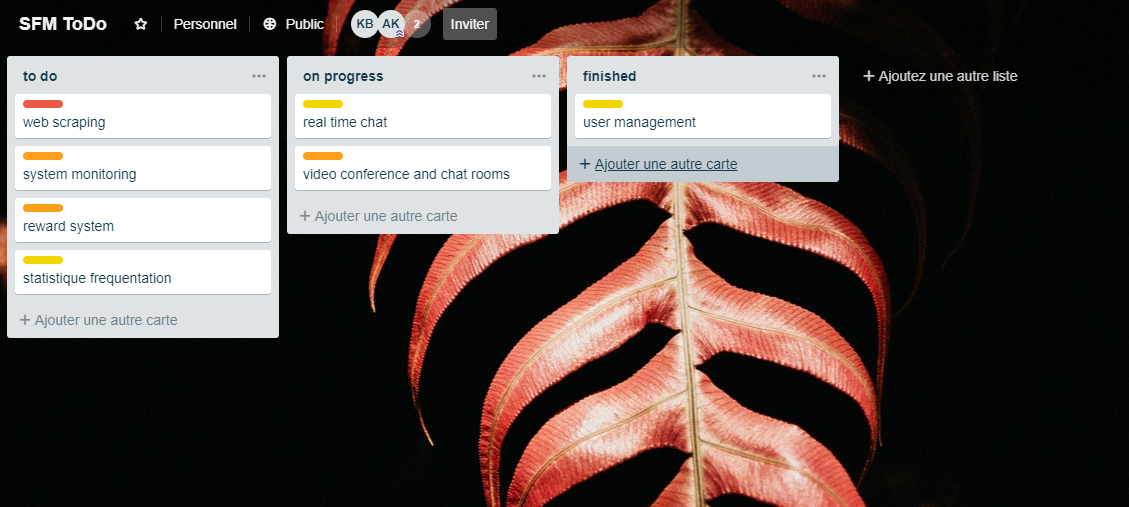 SFM ToDo Personnel Public KB AK 2 Inviter
to do
web scraping
system monitoring
reward system
statistique frequentation
+ Ajouter une autre carte
on progress
real time chat
video conference and chat rooms
+ Ajouter une autre carte
finished
user management
+ Ajouter une autre carte
+ Ajoutez une autre liste